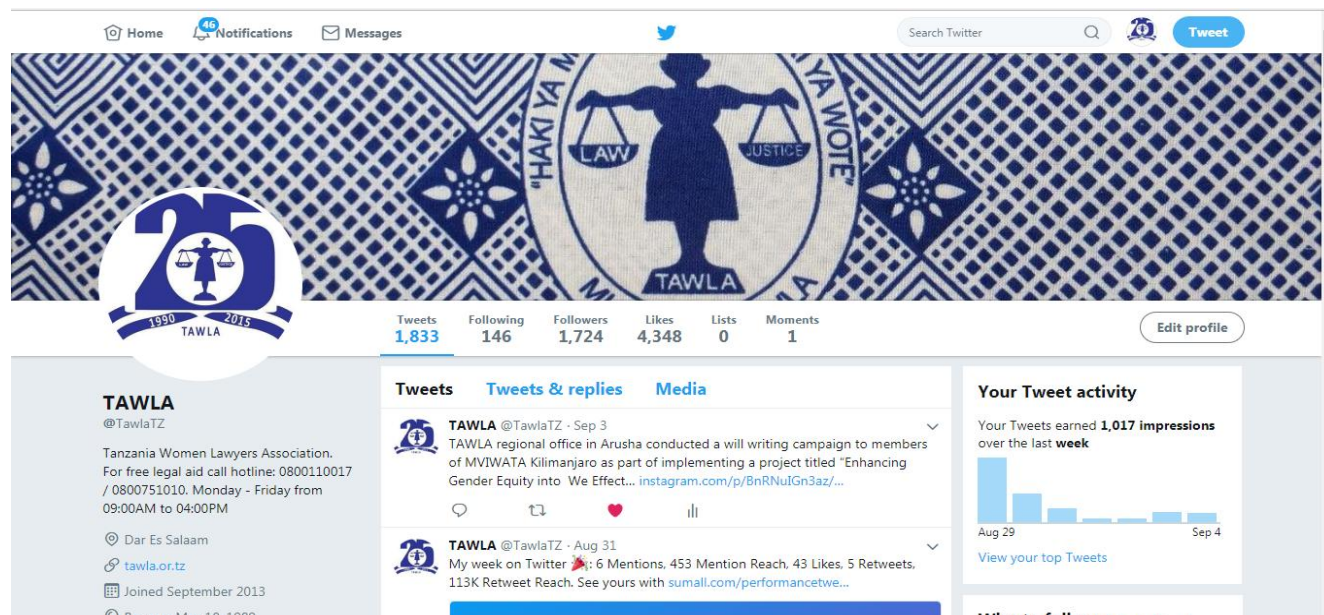 Home
46
Notifications
Messages
Search Twitter
Tweet
"HAKI YA
YA WOTE"
LAW
JUSTICE
TAWLA
25
LAW
1990 2015
TAWLA
Tweets
1,833
Following
146
Followers
1,724
Likes
4,348
Lists
0
Moments
1
Edit profile
TAWLA
@TawlaTZ
Tanzania Women Lawyers Association.
For free legal aid call hotline: 0800110017
/ 0800751010. Monday - Friday from
09:00AM to 04:00PM
Dar Es Salaam
tawla.or.tz
Joined September 2013
Tweets Tweets & replies Media
TAWLA @TawlaTZ · Sep 3
TAWLA regional office in Arusha conducted a will writing campaign to members
of MVIWATA Kilimanjaro as part of implementing a project titled "Enhancing
Gender Equity into We Effect... instagram.com/p/BnRNuIGn3az/...
TAWLA @TawlaTZ · Aug 31
My week on Twitter 🎉: 6 Mentions, 453 Mention Reach, 43 Likes, 5 Retweets,
113K Retweet Reach. See yours with sumall.com/performancetwe...
Your Tweet activity
Your Tweets earned 1,017 impressions
over the last week
Aug 29 Sep 4
View your top Tweets